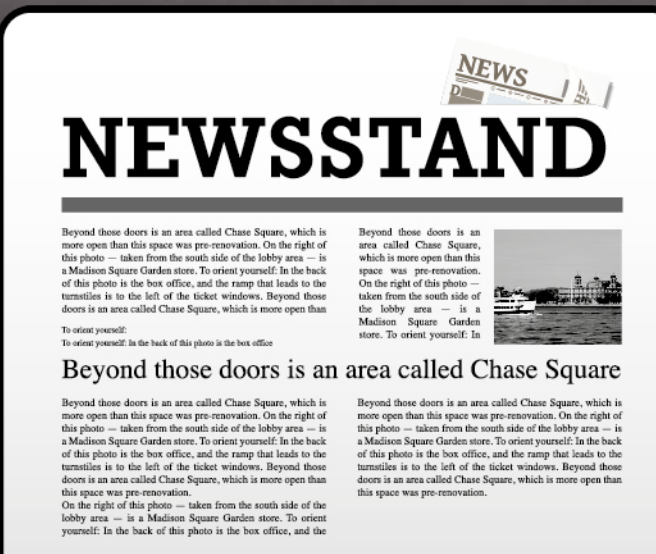 NEWS
D
NEWSSTAND
Beyond those doors is an area called Chase Square, which is
more open than this space was pre-renovation. On the right of
this photo — taken from the south side of the lobby area — is
a Madison Square Garden store. To orient yourself: In the back
of this photo is the box office, and the ramp that leads to the
turnstiles is to the left of the ticket windows. Beyond those
doors is an area called Chase Square, which is more open than
To orient yourself:
To orient yourself: In the back of this photo is the box office
Beyond those doors is an
area called Chase Square,
which is more open than this
space was pre-renovation.
On the right of this photo —
taken from the south side of
the lobby area — is a
Madison Square Garden
store. To orient yourself: In
Beyond those doors is an area called Chase Square
Beyond those doors is an area called Chase Square, which is
more open than this space was pre-renovation. On the right of
this photo — taken from the south side of the lobby area — is
a Madison Square Garden store. To orient yourself: In the back
of this photo is the box office, and the ramp that leads to the
turnstiles is to the left of the ticket windows. Beyond those
doors is an area called Chase Square, which is more open than
this space was pre-renovation.
On the right of this photo — taken from the south side of the
lobby area — is a Madison Square Garden store. To orient
yourself: In the back of this photo is the box office, and the
Beyond those doors is an area called Chase Square, which is
more open than this space was pre-renovation. On the right of
this photo — taken from the south side of the lobby area — is
a Madison Square Garden store. To orient yourself: In the back
of this photo is the box office, and the ramp that leads to the
turnstiles is to the left of the ticket windows. Beyond those
doors is an area called Chase Square, which is more open than
this space was pre-renovation.